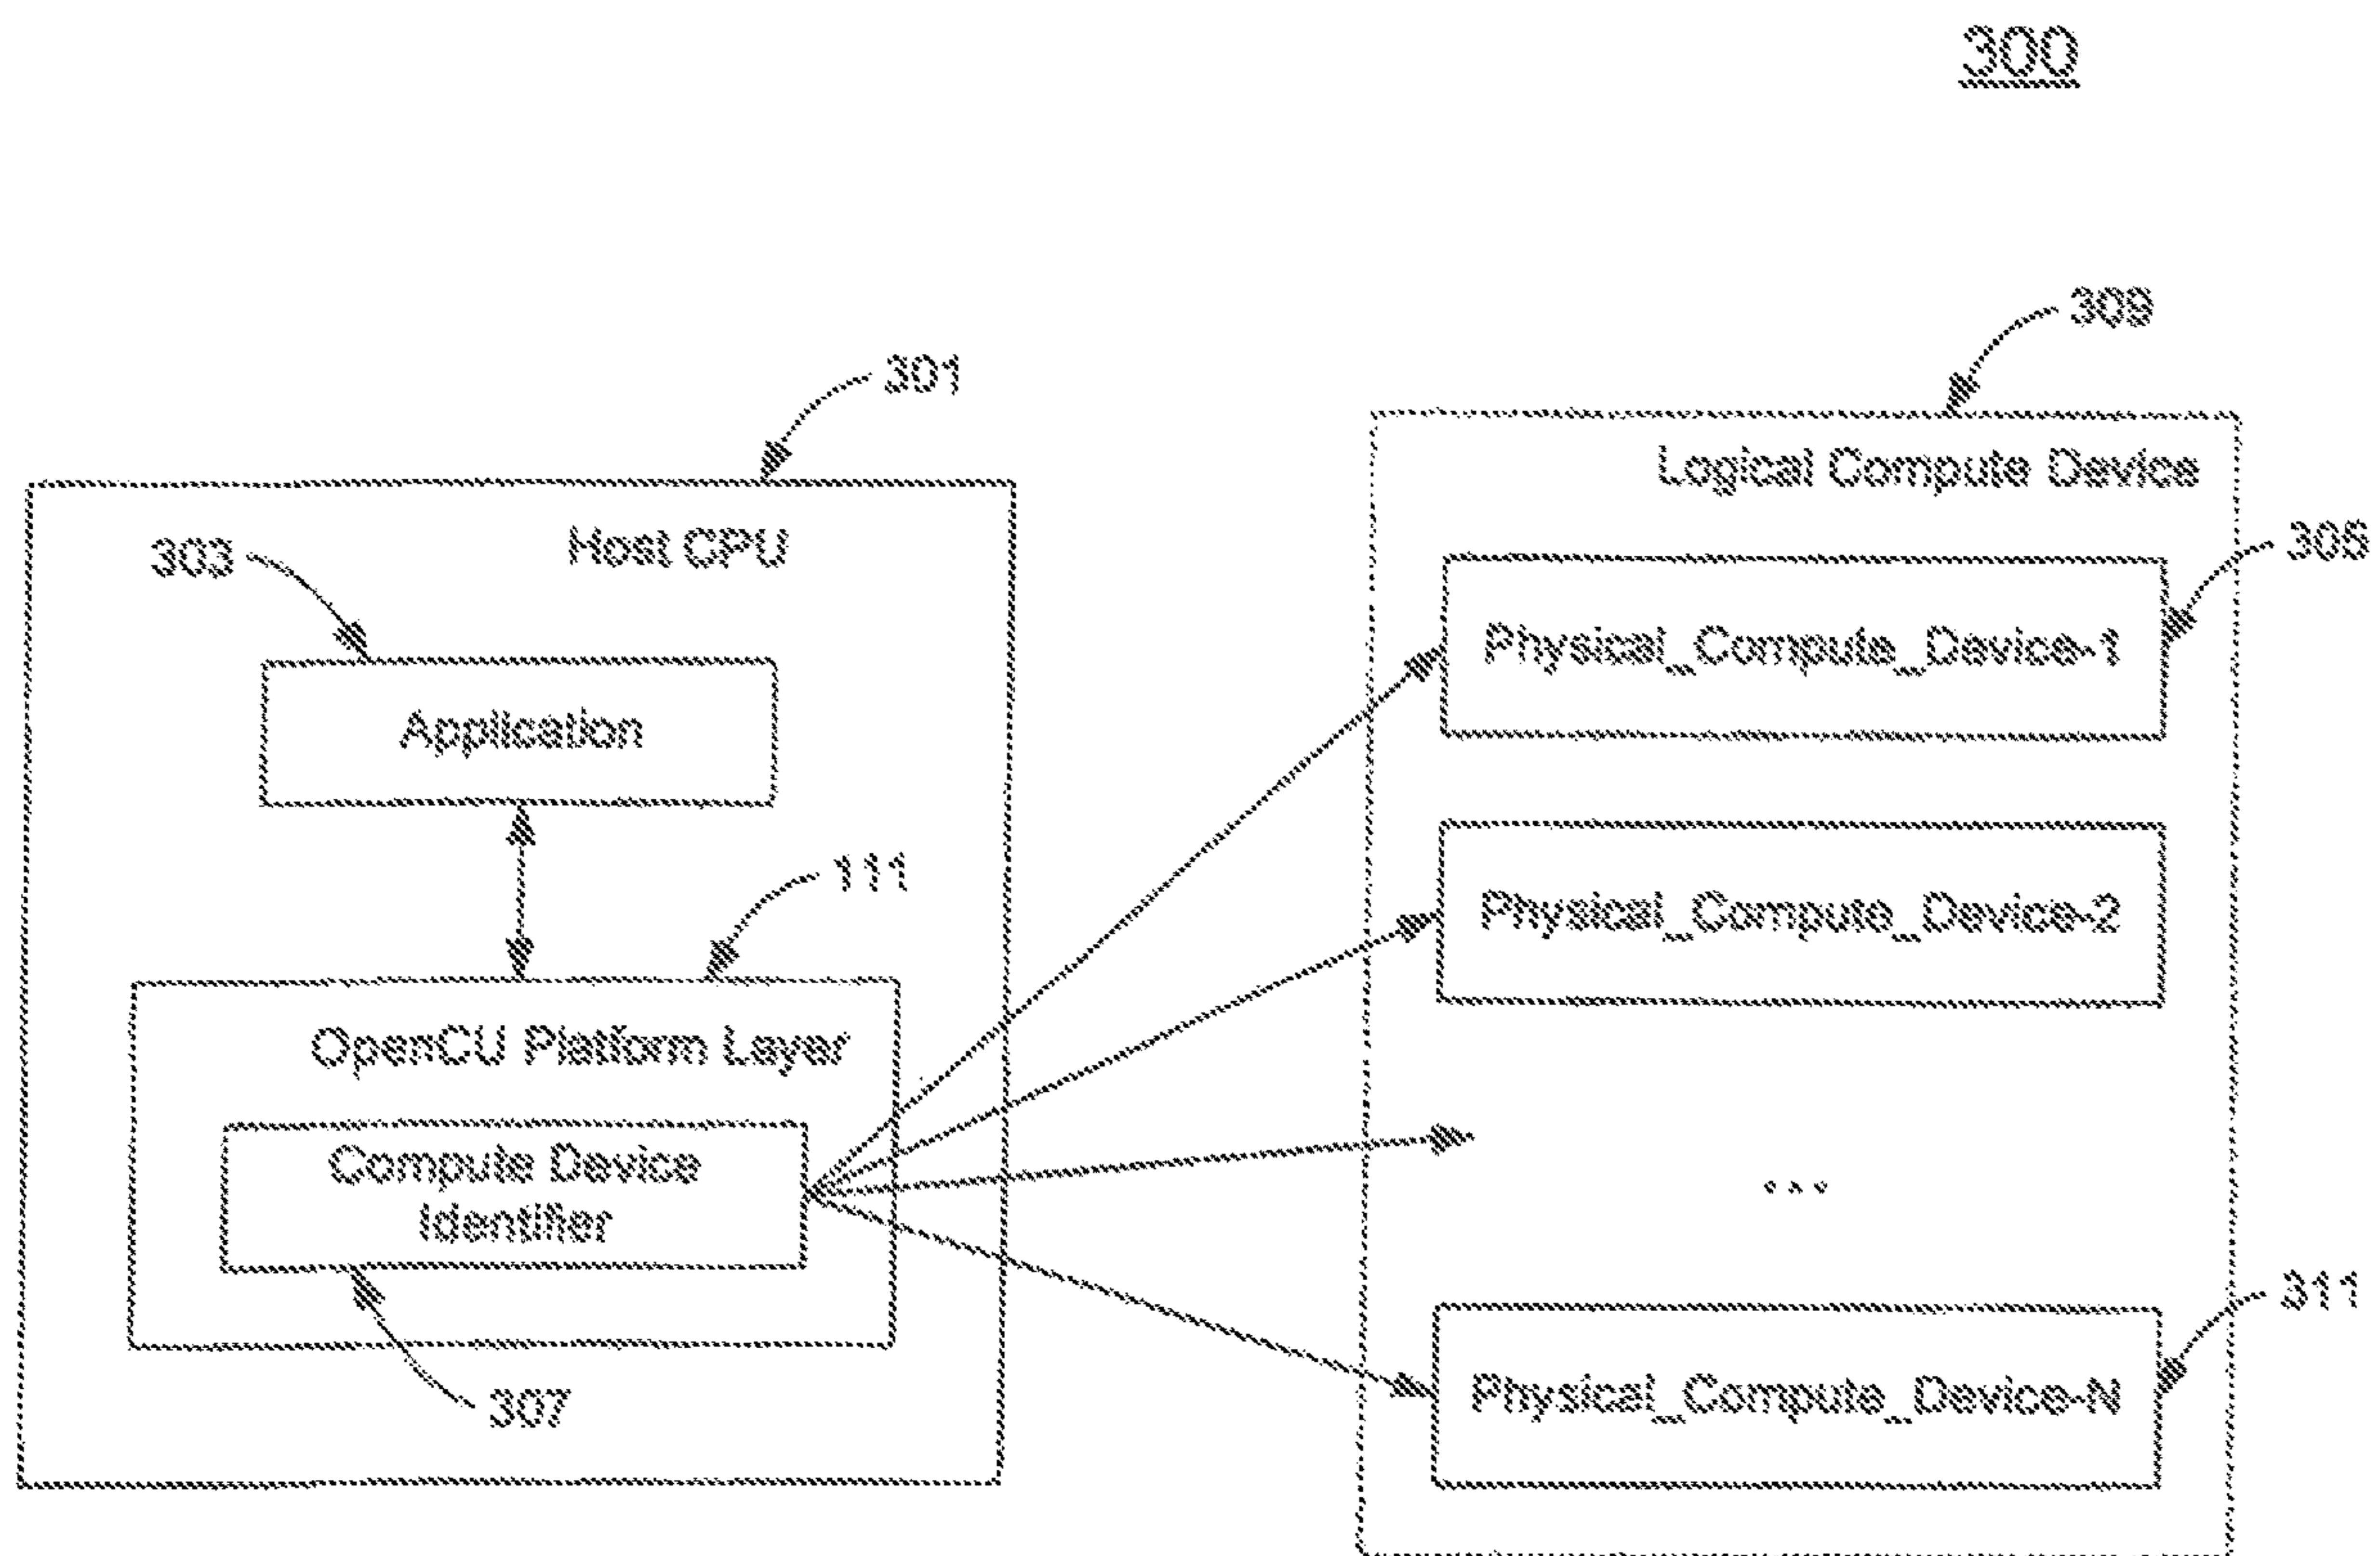 300
309
301
Logical Compute Device
Host CPU
303
305
Physical_Compute_Device-1
Application
111
Physical_Compute_Device-2
OpenCU Platform Layer
Compute Device
Identifier
...
311
Physical_Compute_Device-N
307